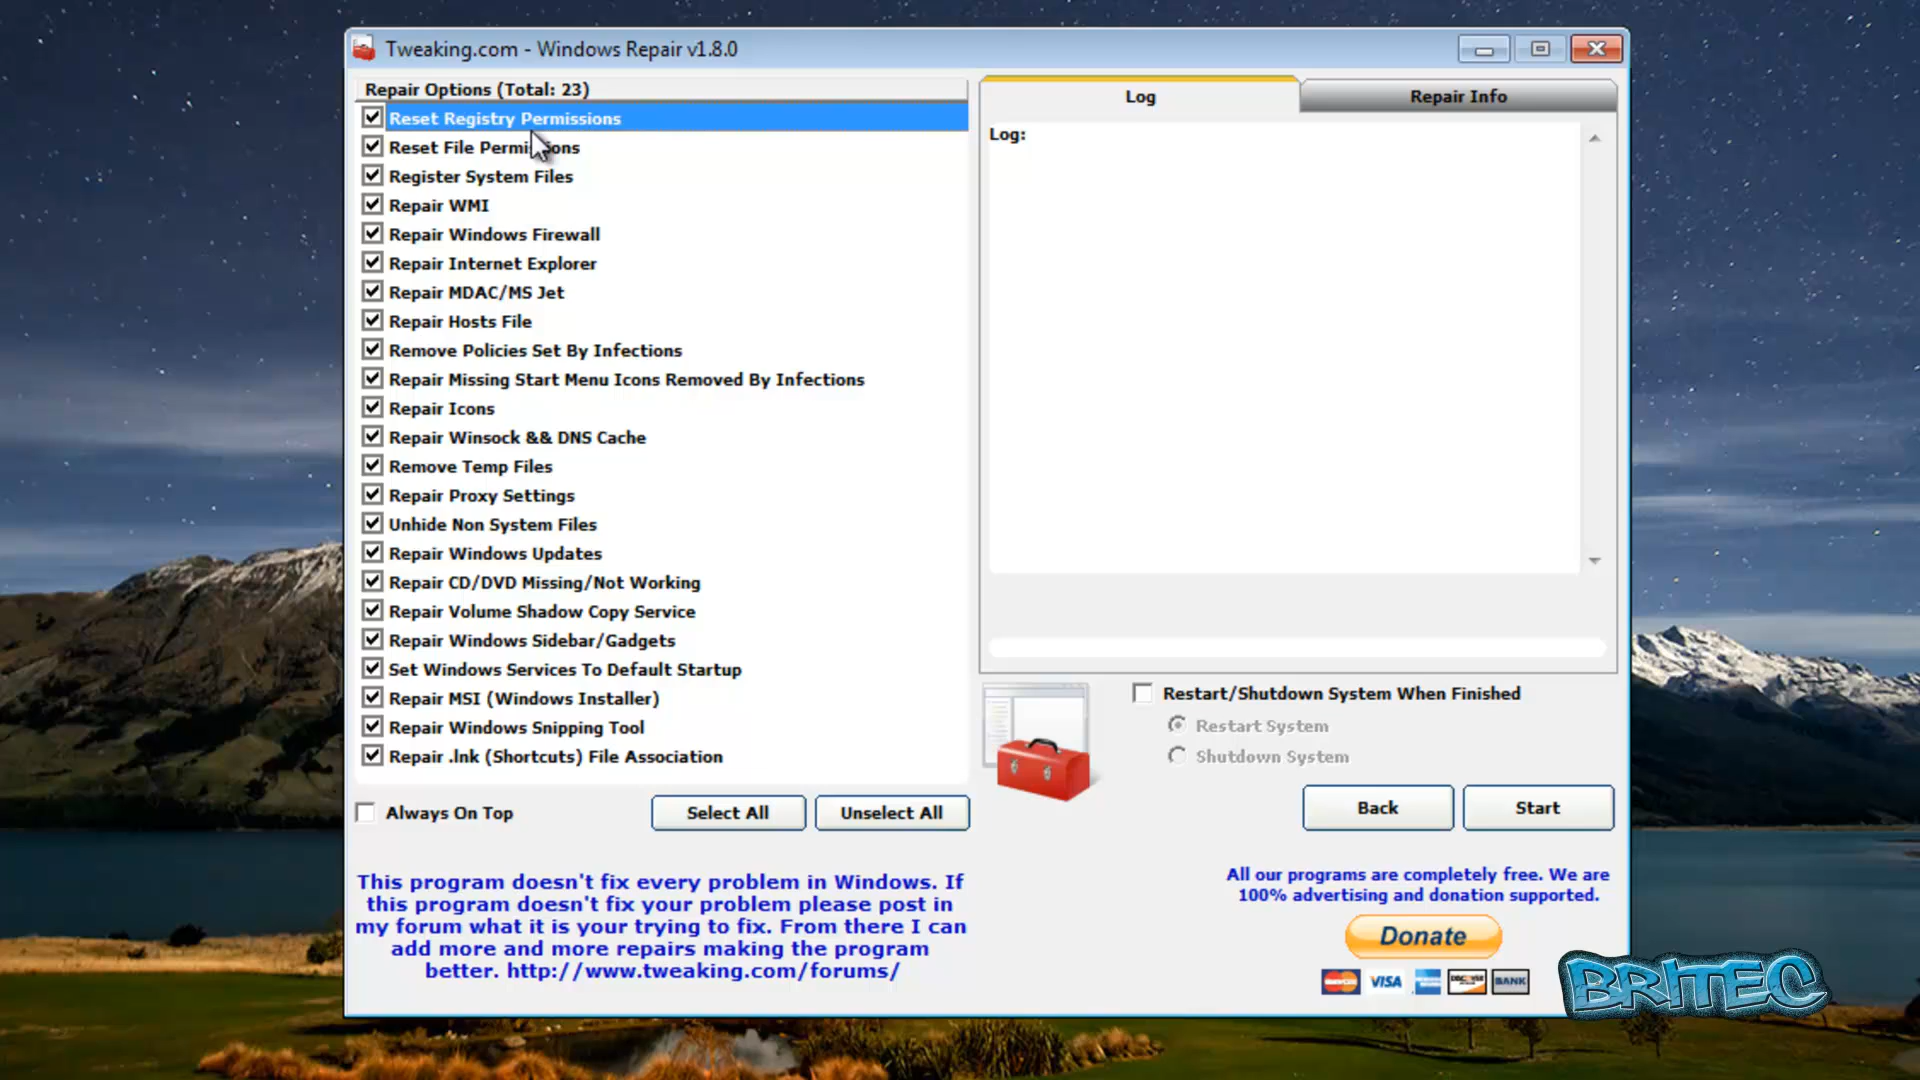 Tweaking.com - Windows Repair v1.8.0
Repair Options (Total: 23)
Reset Registry Permissions
Reset File Permissions
Register System Files
Repair WMI
Repair Windows Firewall
Repair Internet Explorer
Repair MDAC/MS Jet
Repair Hosts File
Remove Policies Set By Infections
Repair Missing Start Menu Icons Removed By Infections
Repair Icons
Repair Winsock && DNS Cache
Remove Temp Files
Repair Proxy Settings
Unhide Non System Files
Repair Windows Updates
Repair CD/DVD Missing/Not Working
Repair Volume Shadow Copy Service
Repair Windows Sidebar/Gadgets
Set Windows Services To Default Startup
Repair MSI (Windows Installer)
Repair Windows Snipping Tool
Repair .lnk (Shortcuts) File Association
Always On Top
Select All
Unselect All
This program doesn't fix every problem in Windows. If
this program doesn't fix your problem please post in
my forum what it is your trying to fix. From there I can
add more and more repairs making the program
better. http://www.tweaking.com/forums/
Log
Repair Info
Log:
Restart/Shutdown System When Finished
Restart System
Shutdown System
Back
Start
All our programs are completely free. We are
100% advertising and donation supported.
Donate
MasterCard VISA DISCOVER BANK
BRITEC